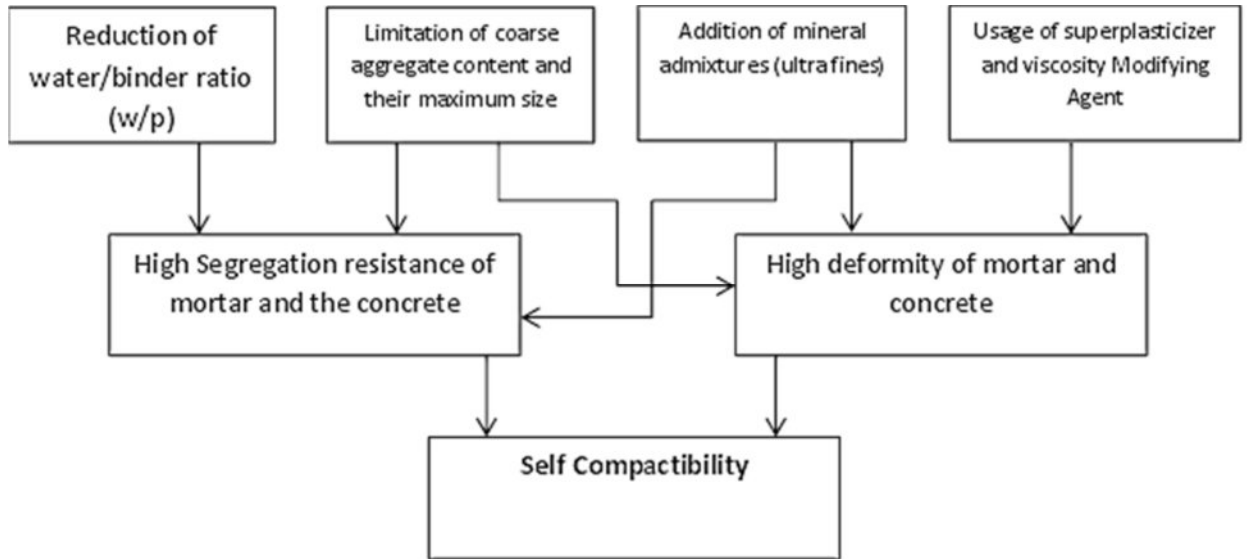 Reduction of
water/binder ratio
(w/p)
Limitation of coarse
aggregate content and
their maximum size
Addition of mineral
admixtures (ultra fines)
Usage of superplasticizer
and viscosity Modifying
Agent
High Segregation resistance of
mortar and the concrete
High deformity of mortar and
concrete
Self Compactibility